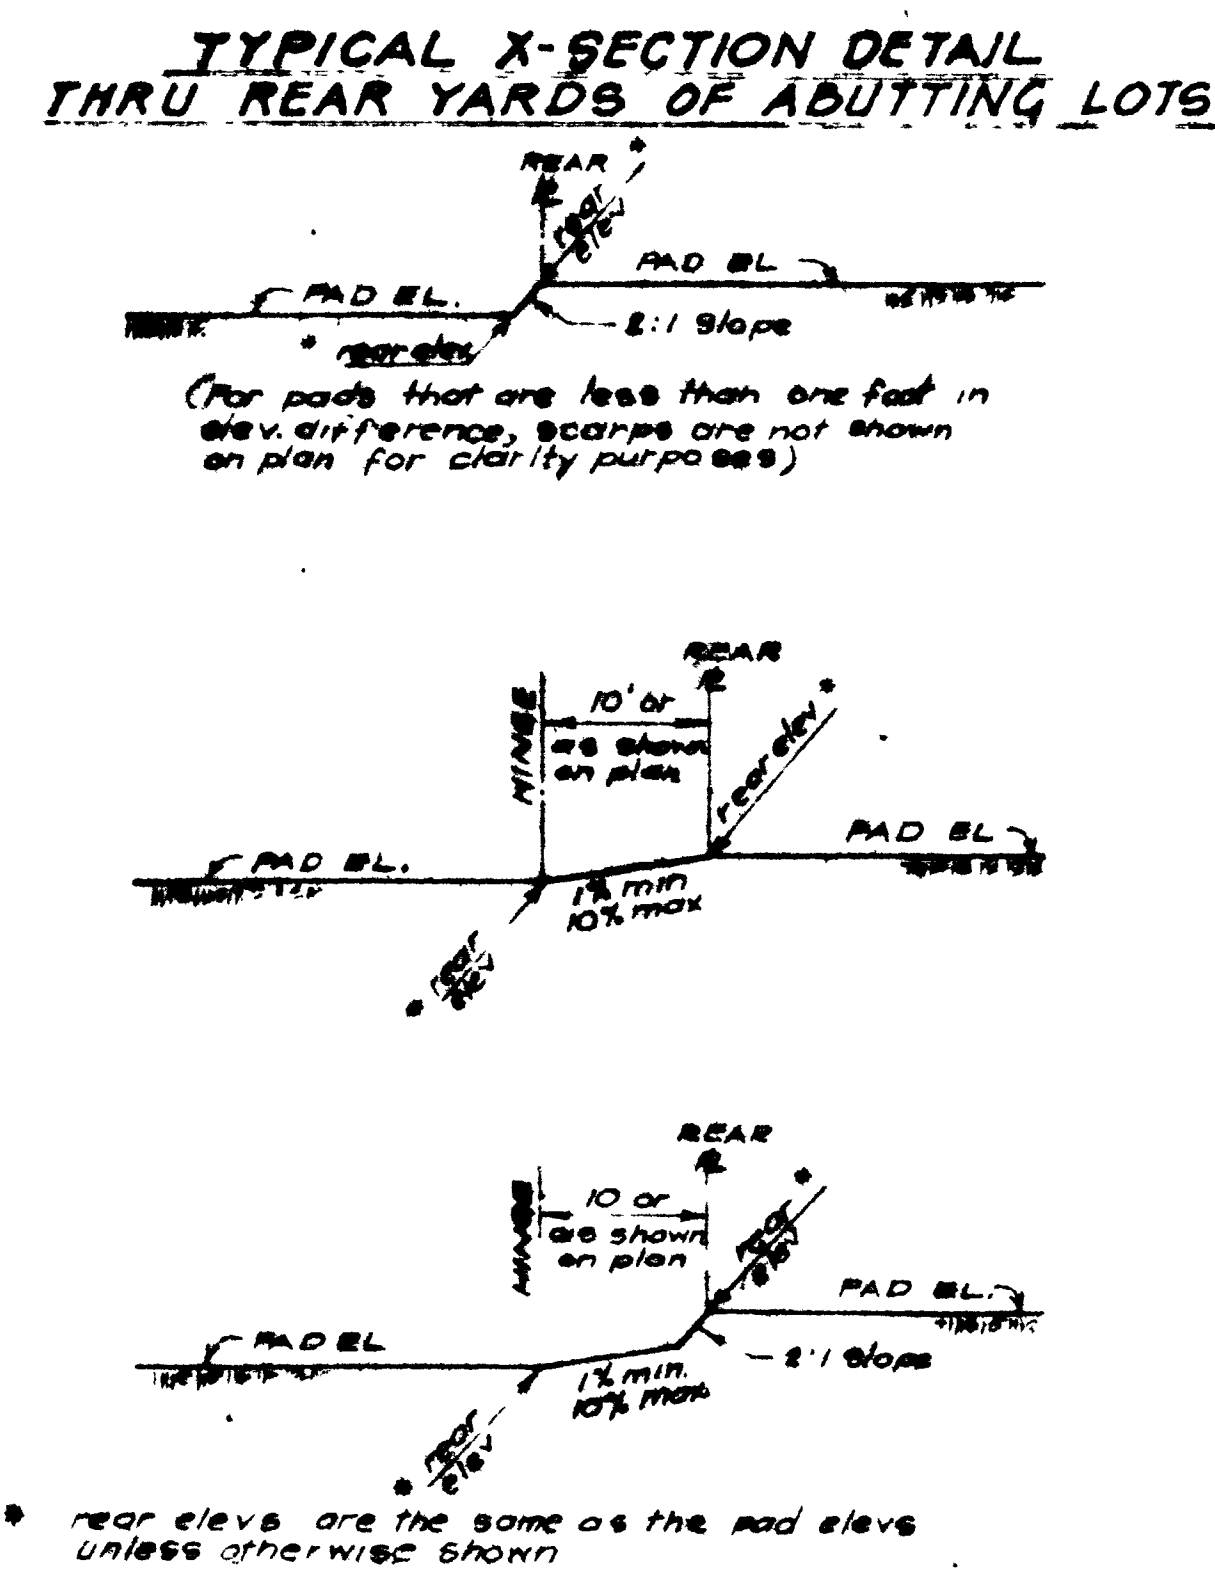 TYPICAL X-SECTION DETAIL
THRU REAR YARDS OF ABUTTING LOTS
REAR *
PL
rear
elev
PAD EL
PAD EL.
2:1 Slope
* rear elev
(For pads that are less than one foot in
elev. difference, scarps are not shown
on plan for clarity purposes)
REAR
PL
HINGE
10' or
as shown
on plan
rear elev *
PAD EL
PAD EL.
1% min
10% max
rear
elev
*
REAR
PL
HINGE
10 or
as shown
on plan
*
rear
elev
PAD EL.
PAD EL
2:1 Slope
1% min.
10% max
rear
elev
*
* rear elevs are the same as the pad elevs
unless otherwise shown